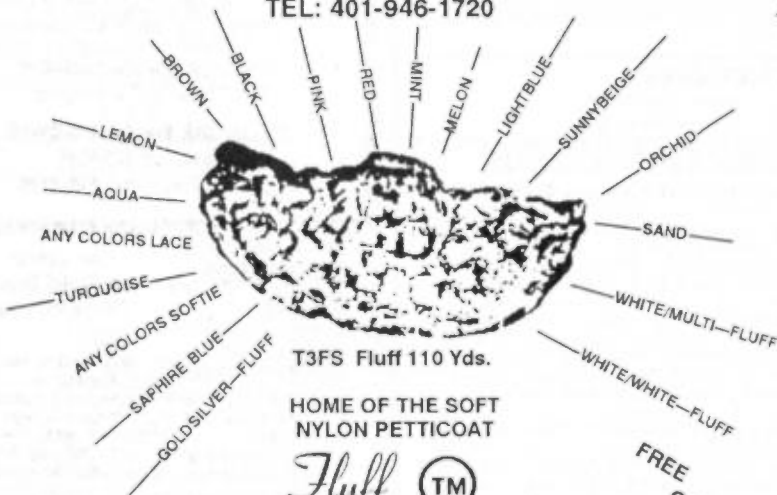 TEL: 401-946-1720
BROWN
BLACK
PINK
RED
MINT
MELON
LIGHTBLUE
SUNNYBEIGE
ORCHID
LEMON
AQUA
ANY COLORS LACE
TURQUOISE
ANY COLORS SOFTIE
SAPHIRE BLUE
GOLDSILVER—FLUFF
SAND
WHITE/MULTI—FLUFF
WHITE/WHITE—FLUFF
T3FS Fluff 110 Yds.
HOME OF THE SOFT
NYLON PETTICOAT
Fluff TM
FREE